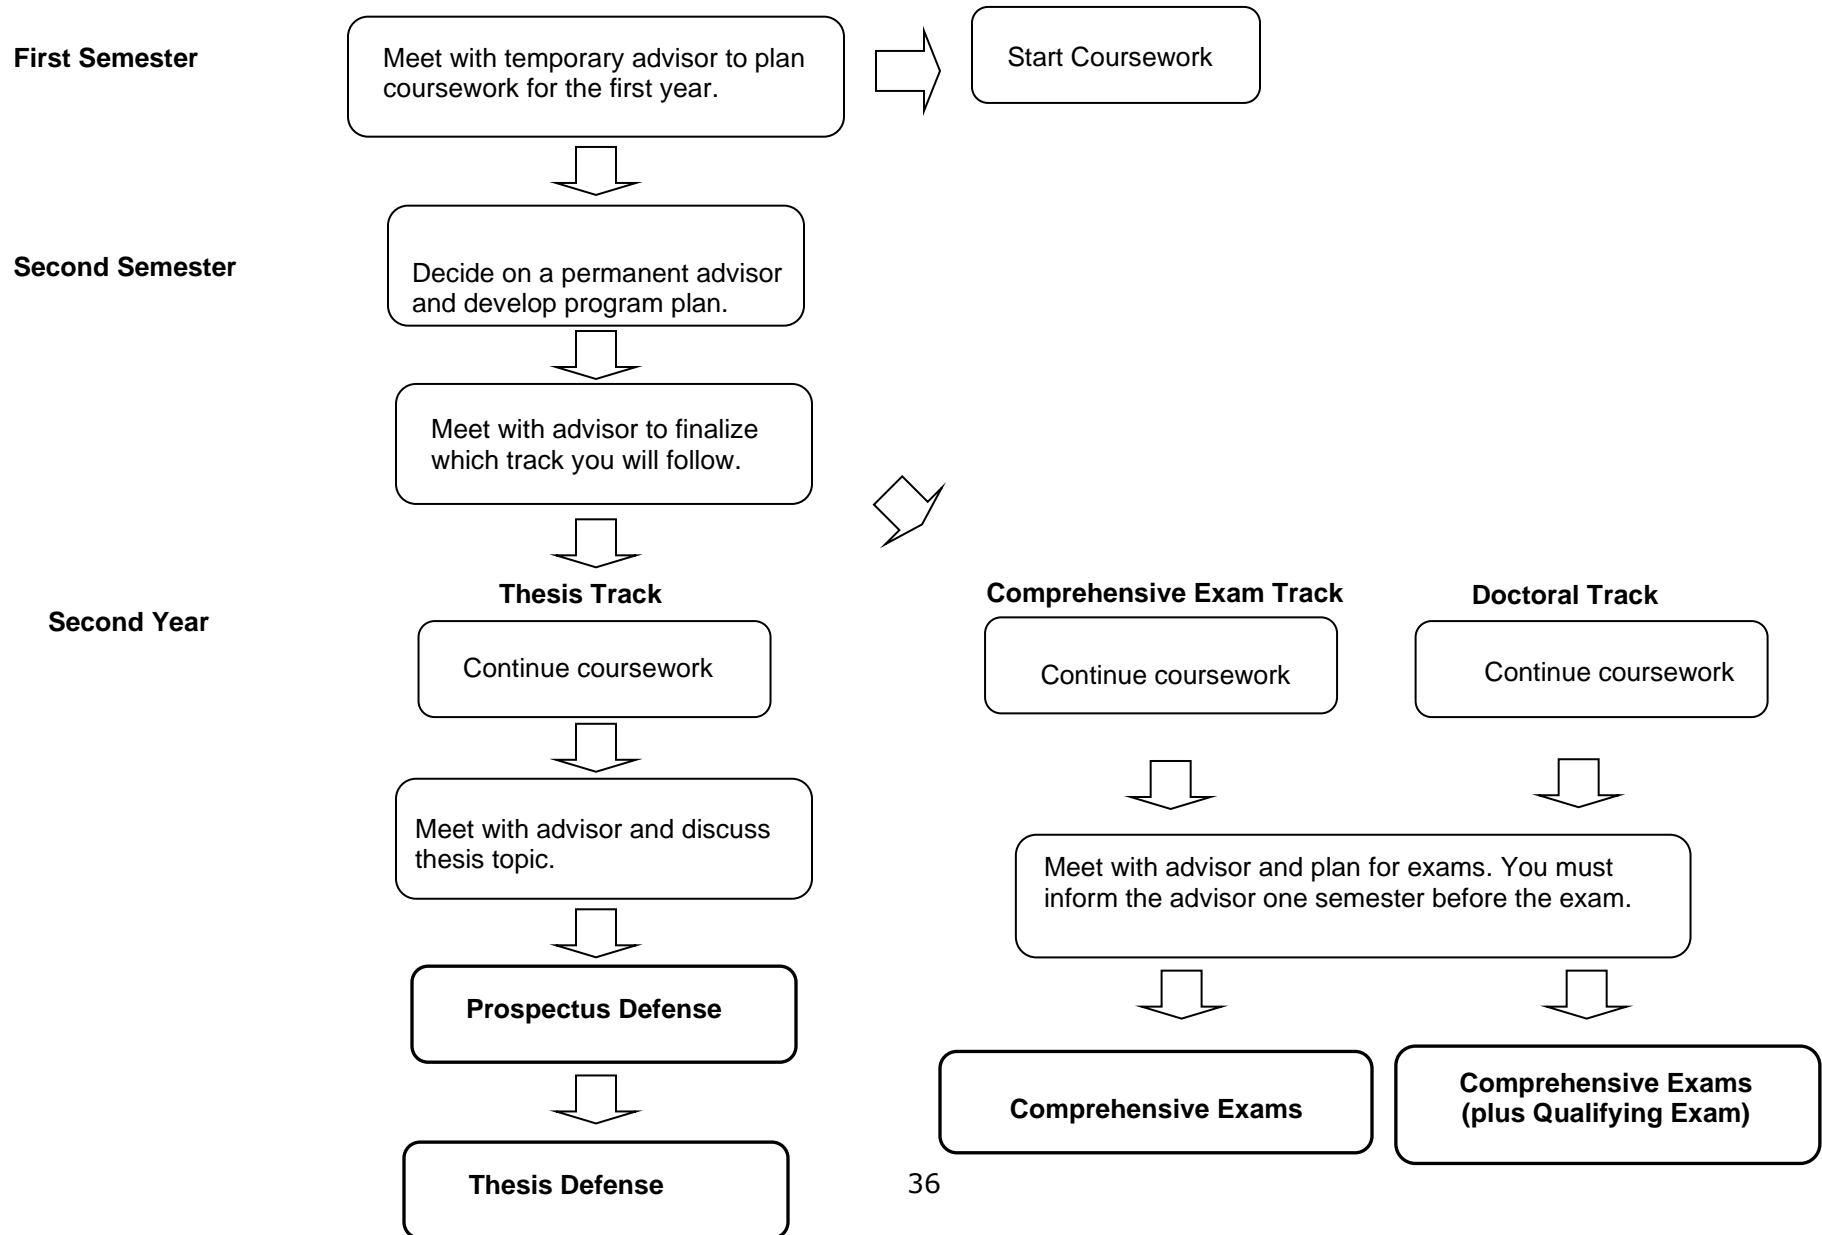 First Semester
Meet with temporary advisor to plan
coursework for the first year.
Start Coursework
Second Semester
Decide on a permanent advisor
and develop program plan.
Meet with advisor to finalize
which track you will follow.
Second Year
Thesis Track
Continue coursework
Meet with advisor and discuss
thesis topic.
Prospectus Defense
Thesis Defense
Comprehensive Exam Track
Continue coursework
Doctoral Track
Continue coursework
Meet with advisor and plan for exams. You must
inform the advisor one semester before the exam.
Comprehensive Exams
Comprehensive Exams
(plus Qualifying Exam)
36